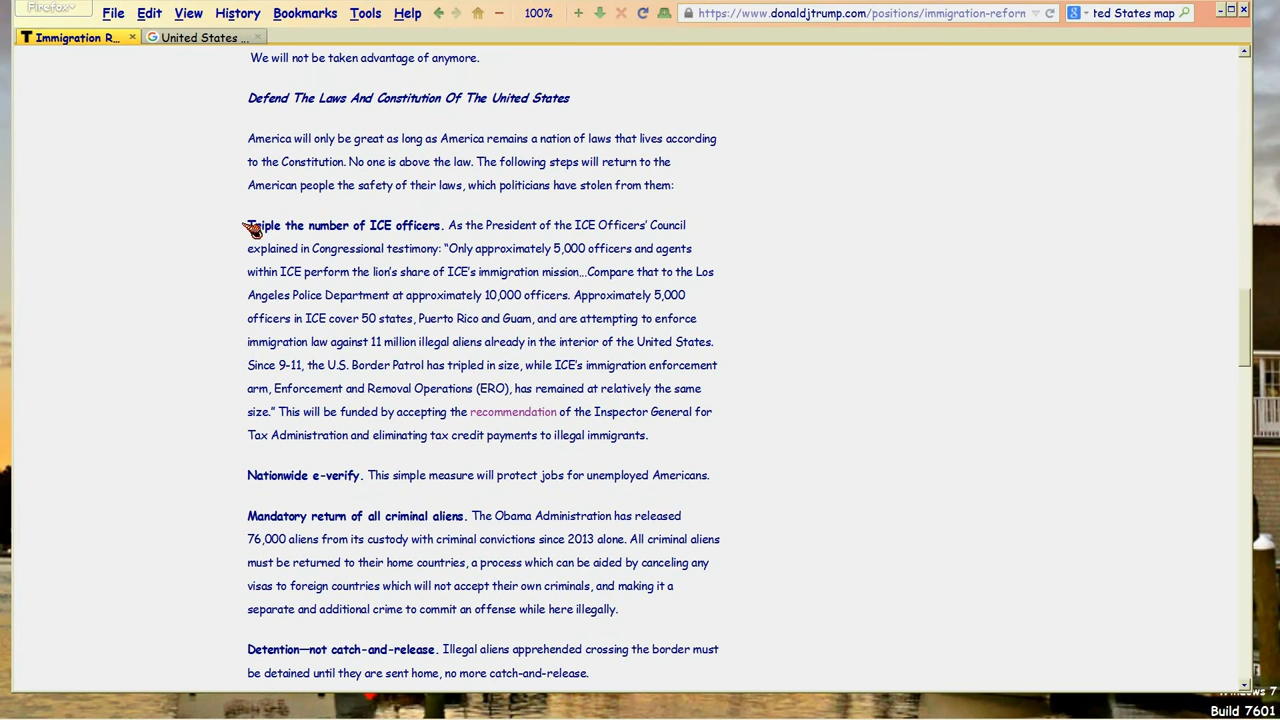 Firefox
File Edit View History Bookmarks Tools Help 100% https://www.donaldjtrump.com/positions/immigration-reforn ted States map
Immigration R... United States ...
We will not be taken advantage of anymore.
Defend The Laws And Constitution Of The United States
America will only be great as long as America remains a nation of laws that lives according
to the Constitution. No one is above the law. The following steps will return to the
American people the safety of their laws, which politicians have stolen from them:
Triple the number of ICE officers. As the President of the ICE Officers’ Council
explained in Congressional testimony: “Only approximately 5,000 officers and agents
within ICE perform the lion’s share of ICE’s immigration mission…Compare that to the Los
Angeles Police Department at approximately 10,000 officers. Approximately 5,000
officers in ICE cover 50 states, Puerto Rico and Guam, and are attempting to enforce
immigration law against 11 million illegal aliens already in the interior of the United States.
Since 9-11, the U.S. Border Patrol has tripled in size, while ICE’s immigration enforcement
arm, Enforcement and Removal Operations (ERO), has remained at relatively the same
size.” This will be funded by accepting the recommendation of the Inspector General for
Tax Administration and eliminating tax credit payments to illegal immigrants.
Nationwide e-verify. This simple measure will protect jobs for unemployed Americans.
Mandatory return of all criminal aliens. The Obama Administration has released
76,000 aliens from its custody with criminal convictions since 2013 alone. All criminal aliens
must be returned to their home countries, a process which can be aided by canceling any
visas to foreign countries which will not accept their own criminals, and making it a
separate and additional crime to commit an offense while here illegally.
Detention—not catch-and-release. Illegal aliens apprehended crossing the border must
be detained until they are sent home, no more catch-and-release.
Windows 7
Build 7601